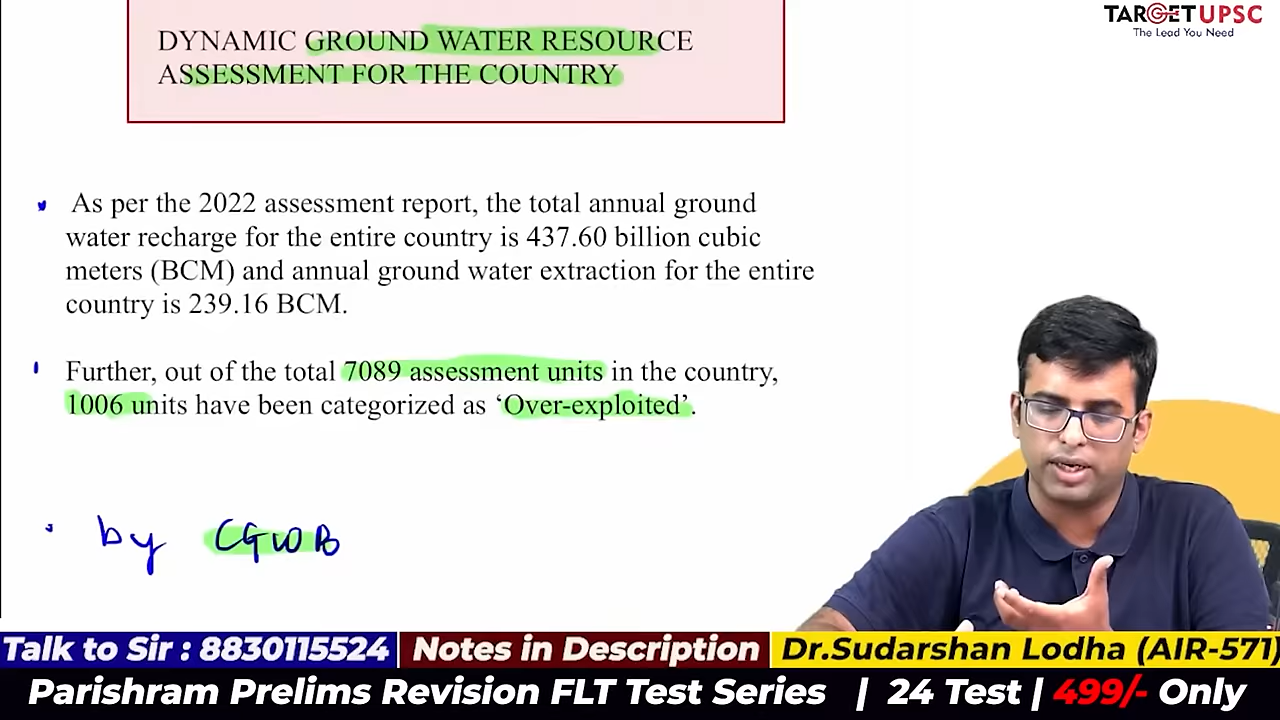 TARGET UPSC
The Lead You Need
DYNAMIC GROUND WATER RESOURCE
ASSESSMENT FOR THE COUNTRY
As per the 2022 assessment report, the total annual ground
water recharge for the entire country is 437.60 billion cubic
meters (BCM) and annual ground water extraction for the entire
country is 239.16 BCM.
Further, out of the total 7089 assessment units in the country,
1006 units have been categorized as ‘Over-exploited’.
by CGWB
Talk to Sir : 8830115524 Notes in Description Dr.Sudarshan Lodha (AIR-571)
Parishram Prelims Revision FLT Test Series | 24 Test | 499/- Only